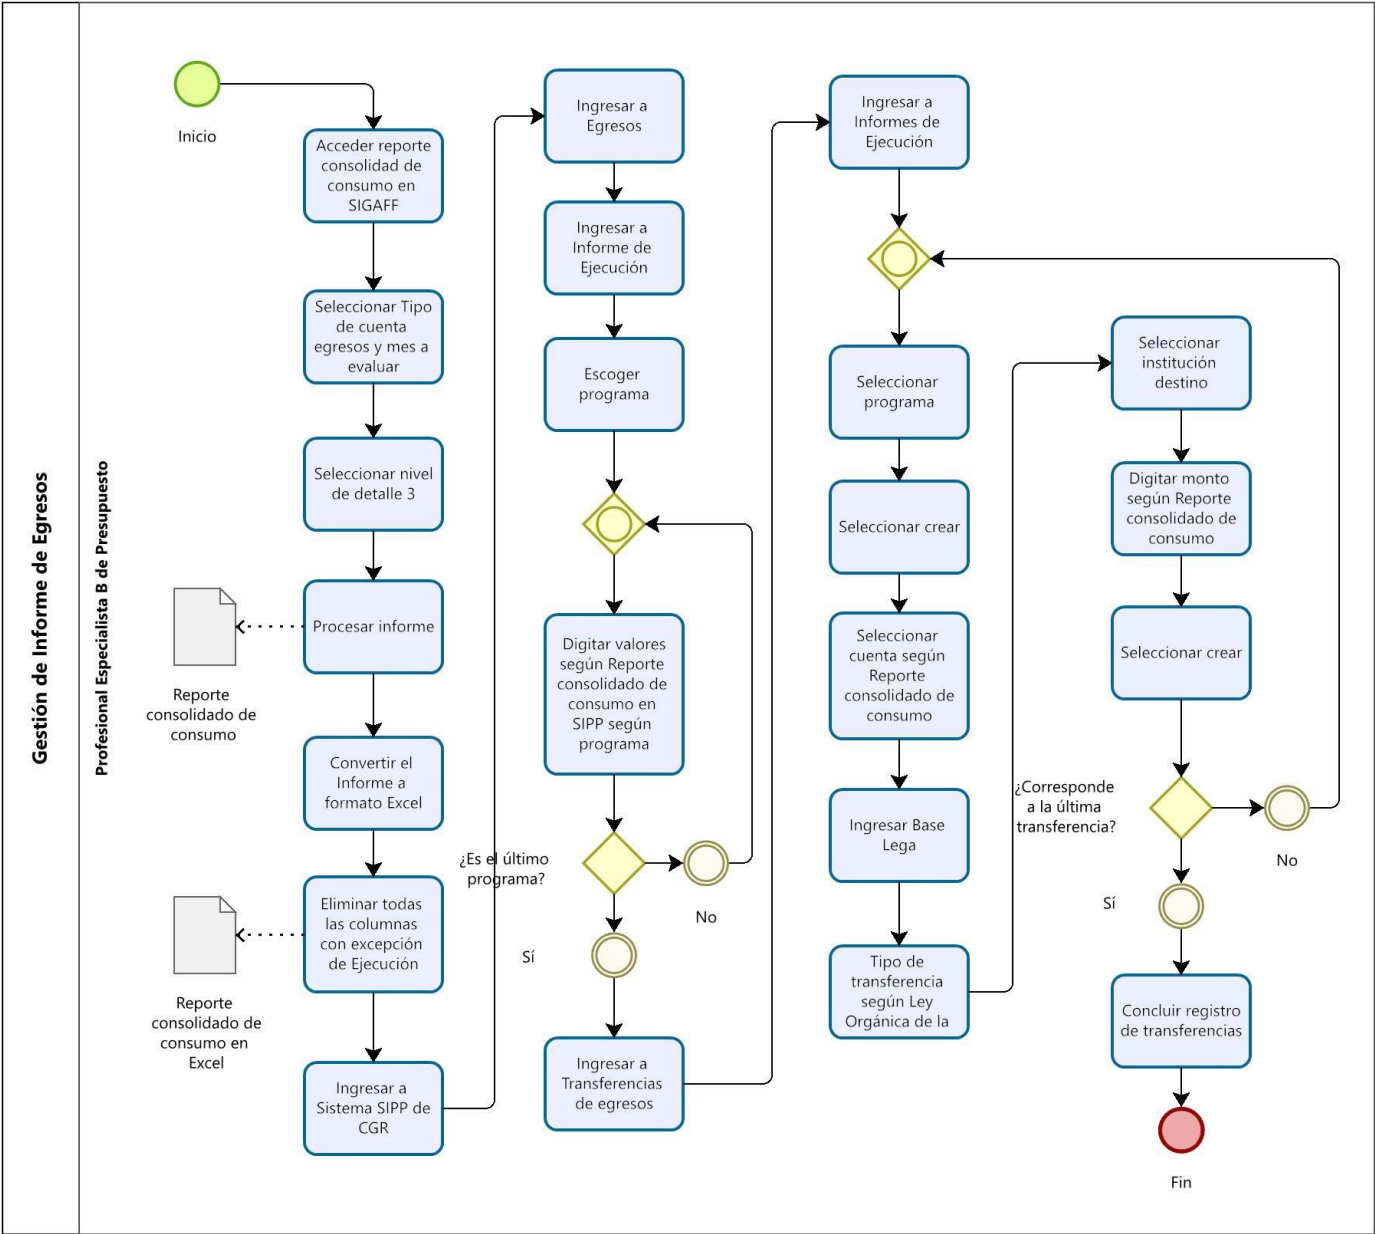 Gestión de Informe de Egresos
Profesional Especialista B de Presupuesto
Inicio
Acceder reporte
consolidad de
consumo en
SIGAFF
Seleccionar Tipo
de cuenta
egresos y mes a
evaluar
Seleccionar nivel
de detalle 3
Procesar informe
Reporte
consolidado de
consumo
Convertir el
Informe a
formato Excel
Eliminar todas
las columnas
con excepción
de Ejecución
Reporte
consolidado de
consumo en
Excel
Ingresar a
Sistema SIPP de
CGR
Ingresar a
Egresos
Ingresar a
Informe de
Ejecución
Escoger
programa
Digitar valores
según Reporte
consolidado de
consumo en
SIPP según
programa
¿Es el último
programa?
No
Sí
Ingresar a
Transferencias
de egresos
Ingresar a
Informes de
Ejecución
Seleccionar
programa
Seleccionar crear
Seleccionar
cuenta según
Reporte
consolidado de
consumo
Ingresar Base
Lega
Tipo de
transferencia
según Ley
Orgánica de la
Seleccionar
institución
destino
Digitar monto
según Reporte
consolidado de
consumo
Seleccionar crear
¿Corresponde
a la última
transferencia?
No
Sí
Concluir registro
de transferencias
Fin